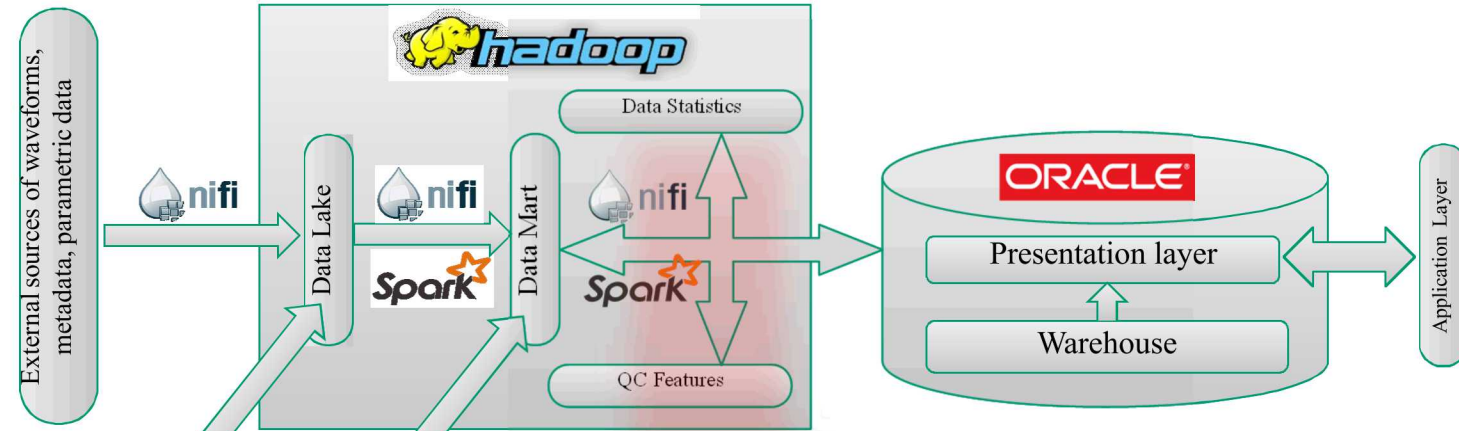 External sources of waveforms,
metadata, parametric data
nifi
hadoop
Data Lake
nifi
Spark
Data Mart
Data Statistics
nifi
Spark
QC Features
ORACLE®
Presentation layer
Warehouse
Application Layer